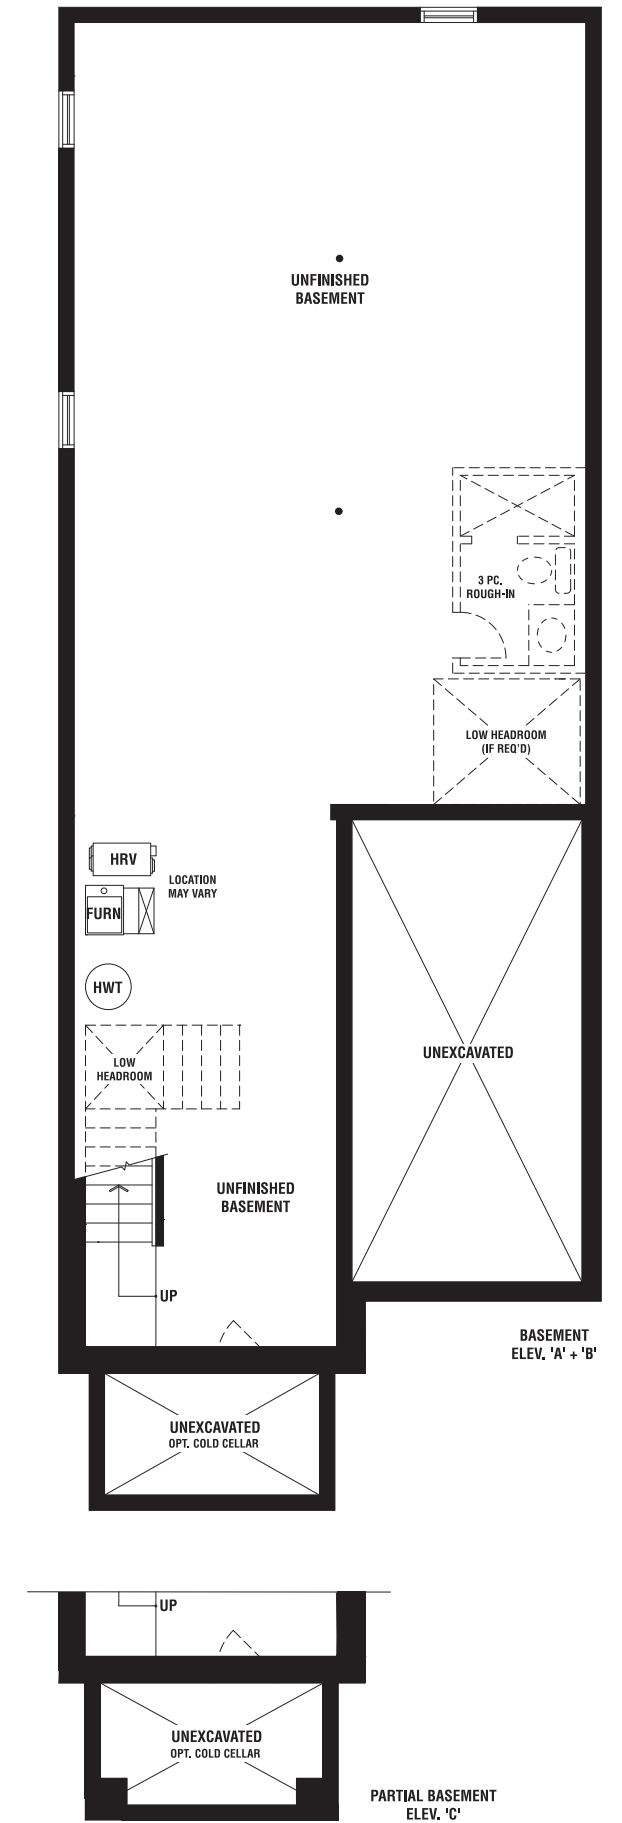 UNFINISHED
BASEMENT
3 PC.
ROUGH-IN
LOW HEADROOM
(IF REQ'D)
HRV
LOCATION
MAY VARY
FURN
HWT
LOW
HEADROOM
UNEXCAVATED
UNFINISHED
BASEMENT
UP
BASEMENT
ELEV. 'A' + 'B'
UNEXCAVATED
OPT. COLD CELLAR
UP
UNEXCAVATED
OPT. COLD CELLAR
PARTIAL BASEMENT
ELEV. 'C'